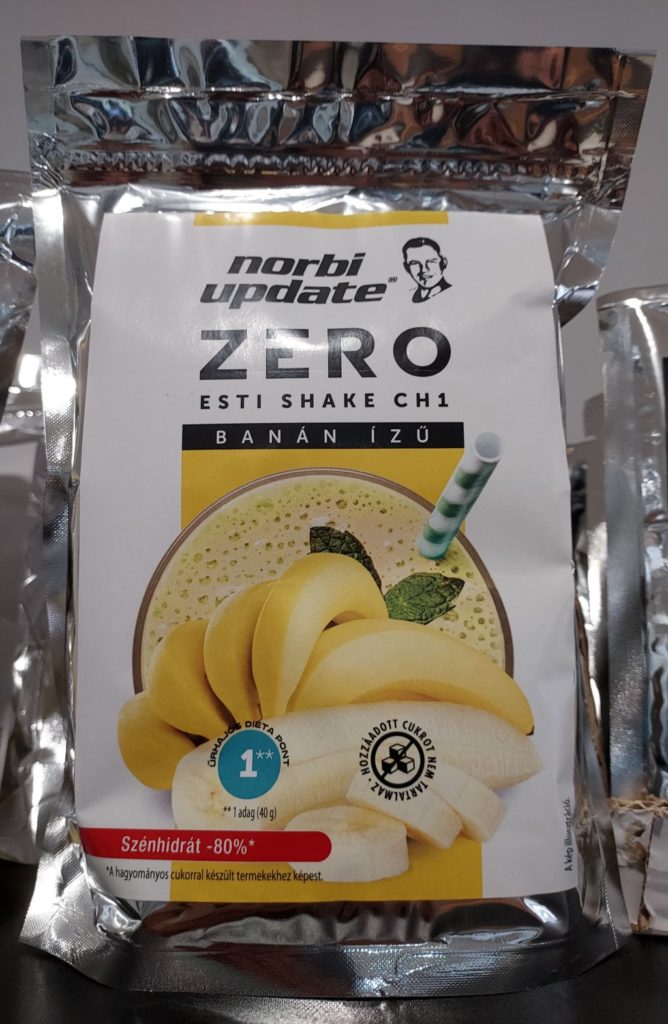 norbi
update®
ZERO
ESTI SHAKE CH1
BANÁN ÍZŰ
ŰRHAJÓS DIÉTA PONT
1**
** 1 adag (40 g)
HOZZÁADOTT CUKROT NEM TARTALMAZ •
Szénhidrát -80%*
*A hagyományos cukorral készült termékekhez képest.
A kép illusztráció.